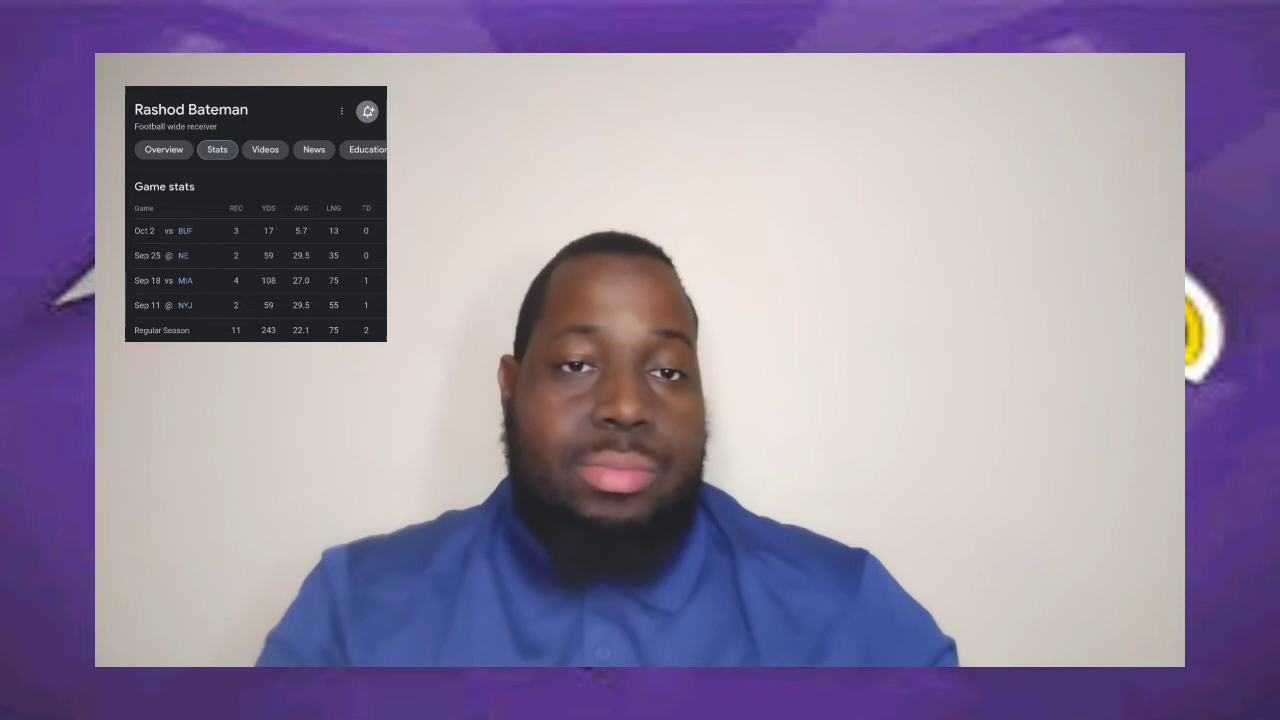 Rashod Bateman
Football wide receiver
Overview Stats Videos News Education
Game stats
Game REC YDS AVG LNG TD
Oct 2 vs BUF 3 17 5.7 13 0
Sep 25 @ NE 2 59 29.5 35 0
Sep 18 vs MIA 4 108 27.0 75 1
Sep 11 @ NYJ 2 59 29.5 55 1
Regular Season 11 243 22.1 75 2